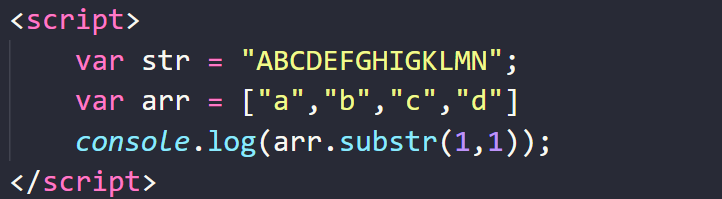 <script>
    var str = "ABCDEFGHIGKLMN";
    var arr = ["a","b","c","d"]
    console.log(arr.substr(1,1));
</script>